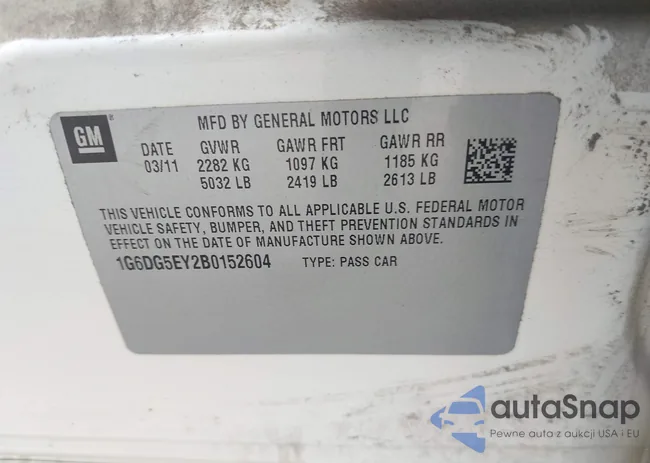 GM
MFD BY GENERAL MOTORS LLC
DATE GVWR GAWR FRT GAWR RR
03/11 2282 KG 1097 KG 1185 KG
5032 LB 2419 LB 2613 LB
THIS VEHICLE CONFORMS TO ALL APPLICABLE U.S. FEDERAL MOTOR
VEHICLE SAFETY, BUMPER, AND THEFT PREVENTION STANDARDS IN
EFFECT ON THE DATE OF MANUFACTURE SHOWN ABOVE.
1G6DG5EY2B0152604 TYPE: PASS CAR
autoSnap
Pewne auta z aukcji USA i EU